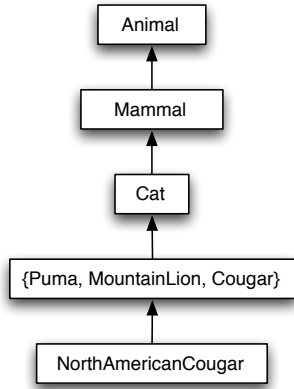 Animal
Mammal
Cat
{Puma, MountainLion, Cougar}
NorthAmericanCougar